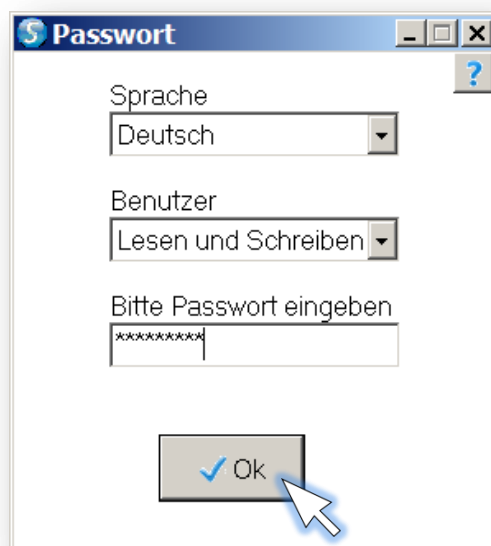 Passwort
?
Sprache
Deutsch
Benutzer
Lesen und Schreiben
Bitte Passwort eingeben
*********
Ok